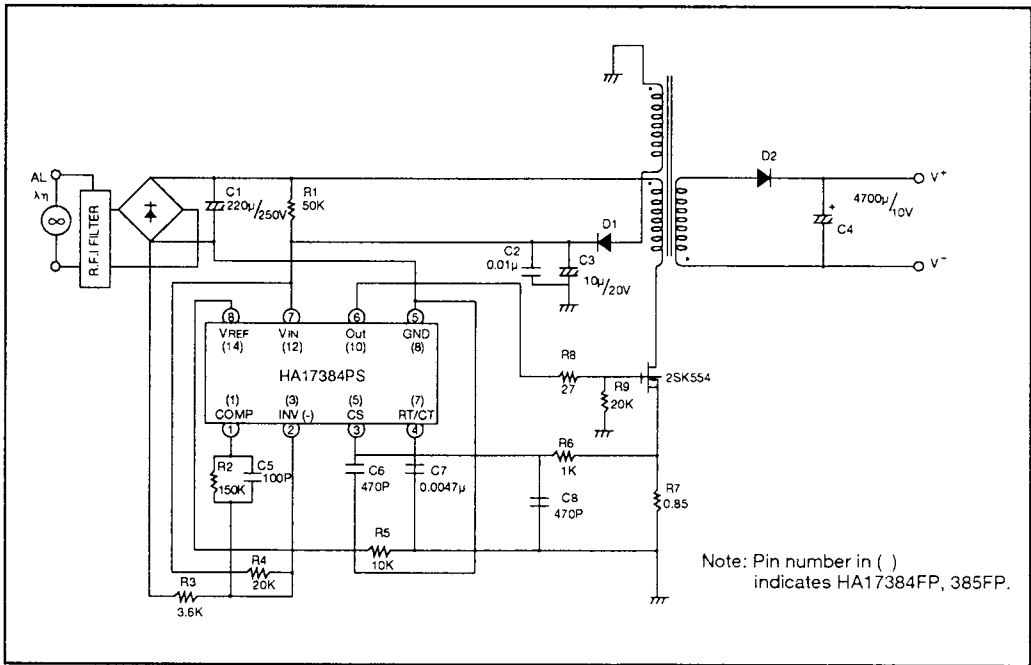 AL
λη
R.F.I FILTER
C1
220μ/250V
R1
50K
D1
D2
V+
4700μ/10V
+
C4
V−
C2
0.01μ
C3
10μ/20V
8 7 6 5
VREF VIN Out GND
(14) (12) (10) (8)
HA17384PS
(1) (3) (5) (7)
COMP INV (-) CS RT/CT
1 2 3 4
R8
27
R9
20K
2SK554
R2
150K
C5
100P
C6
470P
C7
0.0047μ
R6
1K
C8
470P
R7
0.85
R5
10K
R4
20K
R3
3.6K
Note: Pin number in ( )
indicates HA17384FP, 385FP.